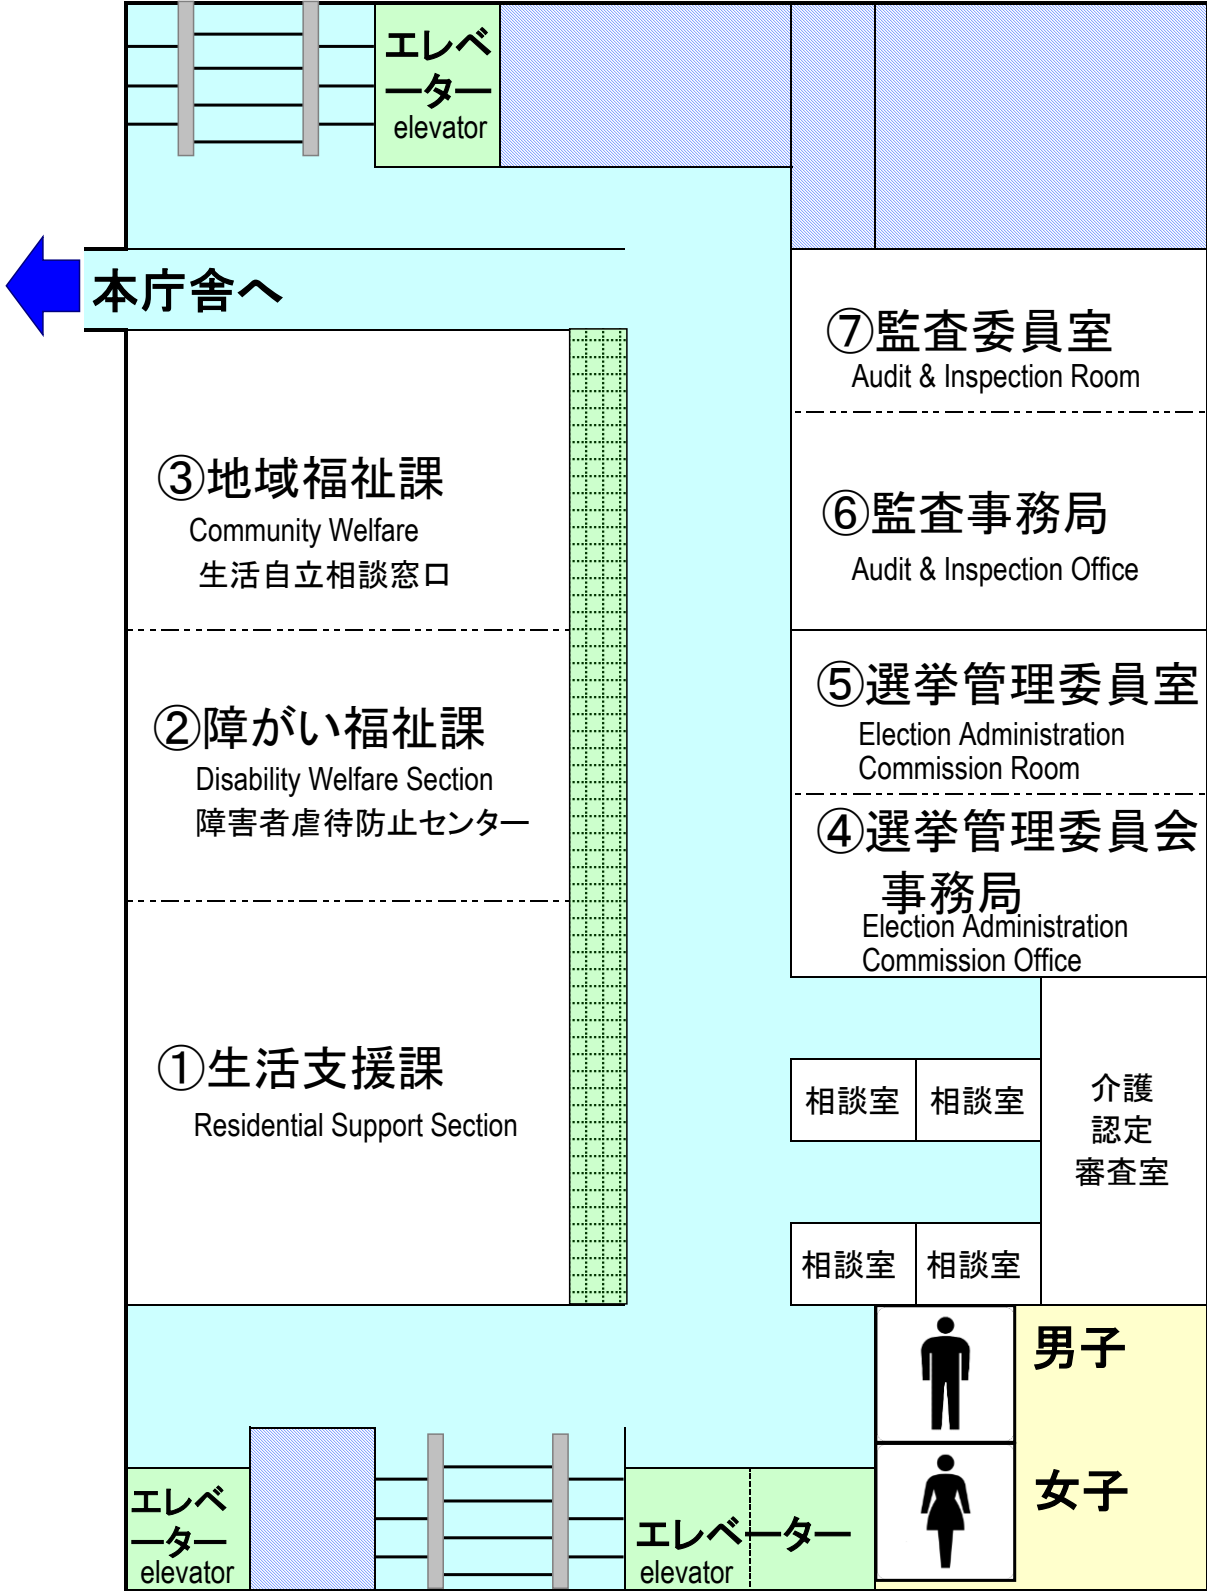 エレベ
ーター
elevator
本庁舎へ
⑦監査委員室
Audit & Inspection Room
③地域福祉課
Community Welfare
生活自立相談窓口
⑥監査事務局
Audit & Inspection Office
②障がい福祉課
Disability Welfare Section
障害者虐待防止センター
⑤選挙管理委員室
Election Administration
Commission Room
④選挙管理委員会
事務局
Election Administration
Commission Office
①生活支援課
Residential Support Section
相談室
相談室
介護
認定
審査室
相談室
相談室
男子
女子
エレベ
ーター
elevator
エレベーター
elevator